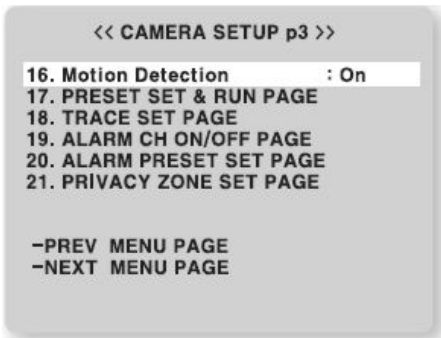 << CAMERA SETUP p3 >>
16. Motion Detection : On
17. PRESET SET & RUN PAGE
18. TRACE SET PAGE
19. ALARM CH ON/OFF PAGE
20. ALARM PRESET SET PAGE
21. PRIVACY ZONE SET PAGE
-PREV MENU PAGE
-NEXT MENU PAGE